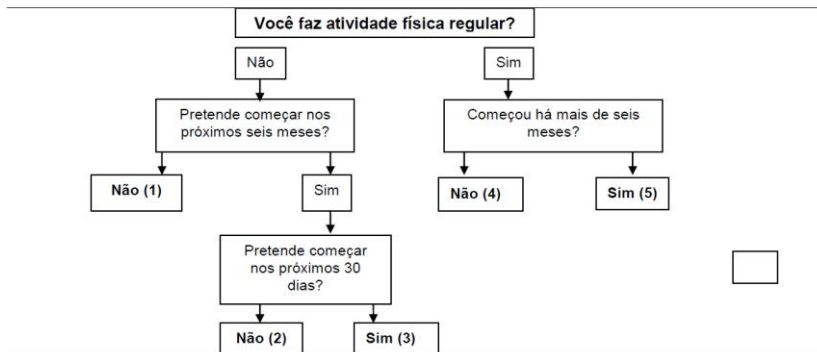 Você faz atividade física regular?
Não
Sim
Pretende começar nos
próximos seis meses?
Começou há mais de seis
meses?
Não (1)
Sim
Não (4)
Sim (5)
Pretende começar
nos próximos 30
dias?
Não (2)
Sim (3)